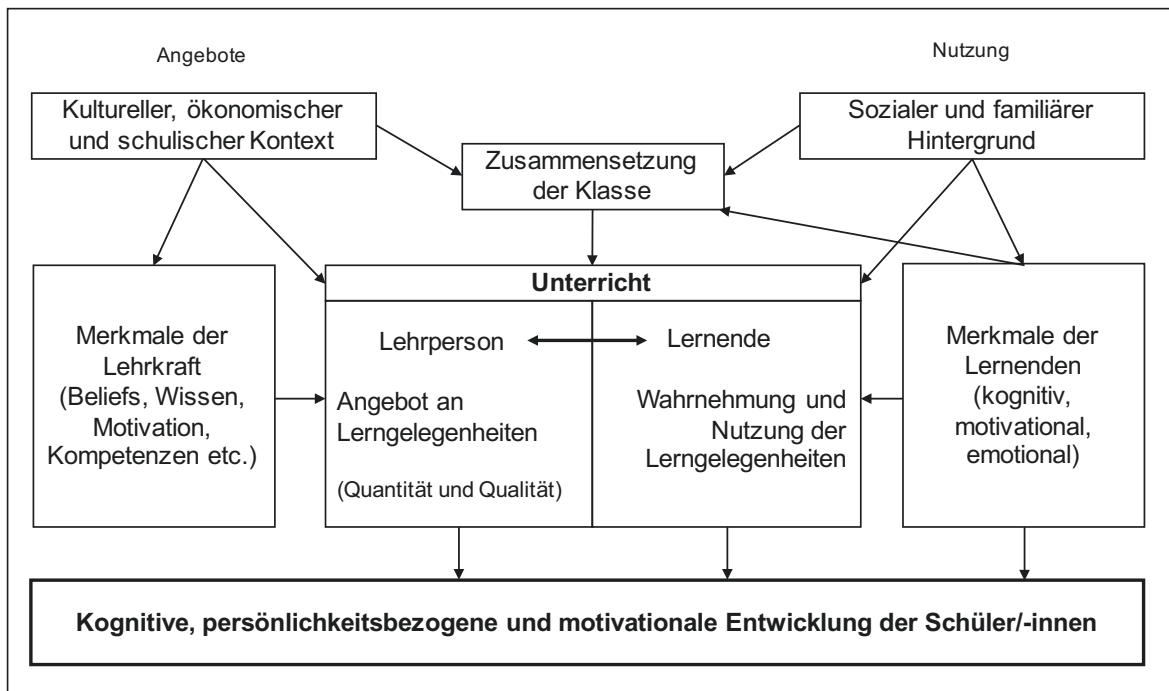 Angebote
Nutzung
Kultureller, ökonomischer
und schulischer Kontext
Sozialer und familiärer
Hintergrund
Zusammensetzung
der Klasse
Unterricht
Merkmale der
Lehrkraft
(Beliefs, Wissen,
Motivation,
Kompetenzen etc.)
Lehrperson
Angebot an
Lerngelegenheiten
(Quantität und Qualität)
Lernende
Wahrnehmung und
Nutzung der
Lerngelegenheiten
Merkmale der
Lernenden
(kognitiv,
motivational,
emotional)
Kognitive, persönlichkeitsbezogene und motivationale Entwicklung der Schüler/-innen